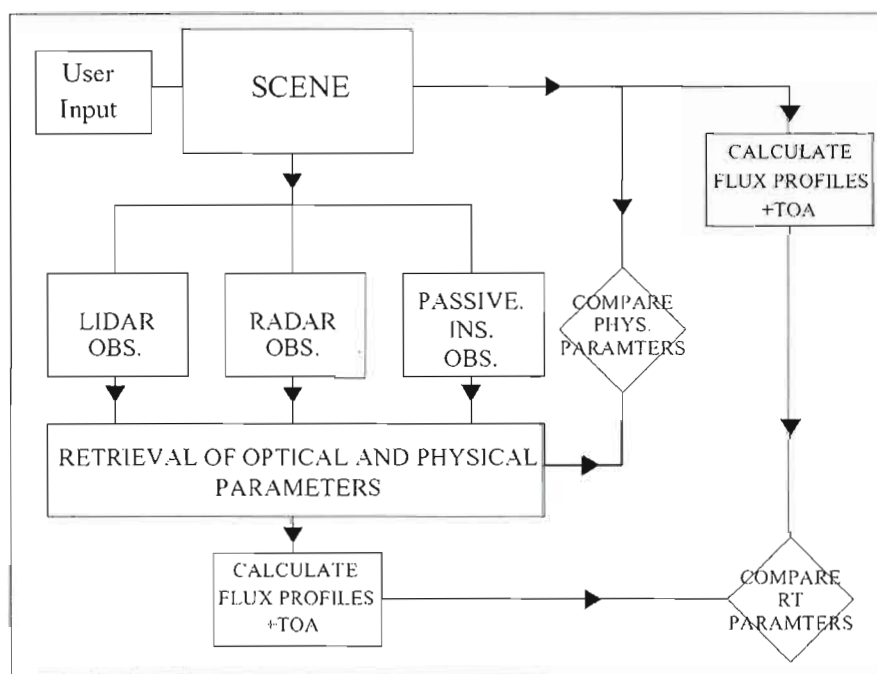 User
Input
SCENE
CALCULATE
FLUX PROFILES
+TOA
LIDAR
OBS.
RADAR
OBS.
PASSIVE.
INS.
OBS.
COMPARE
PHYS.
PARAMTERS
RETRIEVAL OF OPTICAL AND PHYSICAL
PARAMETERS
CALCULATE
FLUX PROFILES
+TOA
COMPARE
RT
PARAMTERS